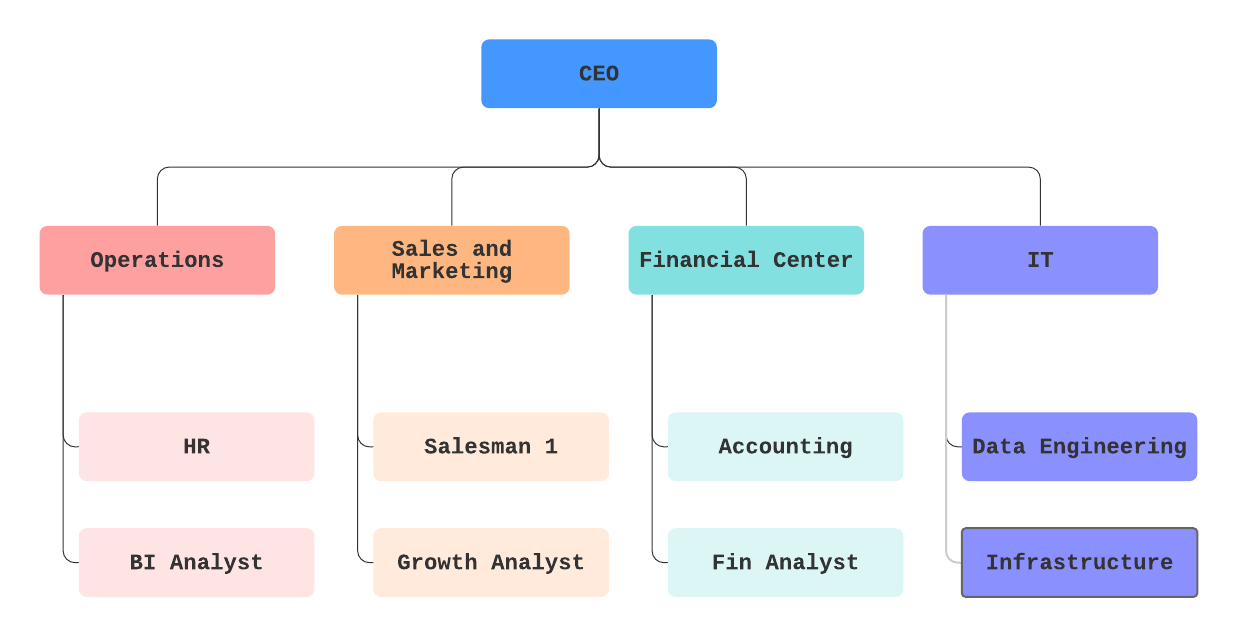 CEO
Operations
Sales and
Marketing
Financial Center
IT
HR
Salesman 1
Accounting
Data Engineering
BI Analyst
Growth Analyst
Fin Analyst
Infrastructure